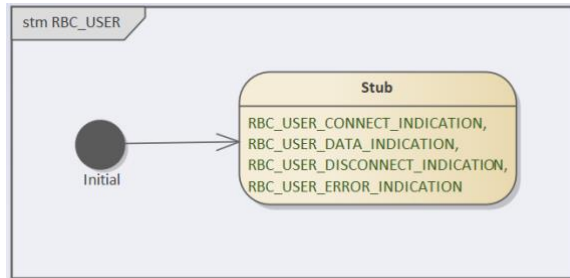 stm RBC_USER
Stub
RBC_USER_CONNECT_INDICATION,
RBC_USER_DATA_INDICATION,
RBC_USER_DISCONNECT_INDICATION,
RBC_USER_ERROR_INDICATION
Initial